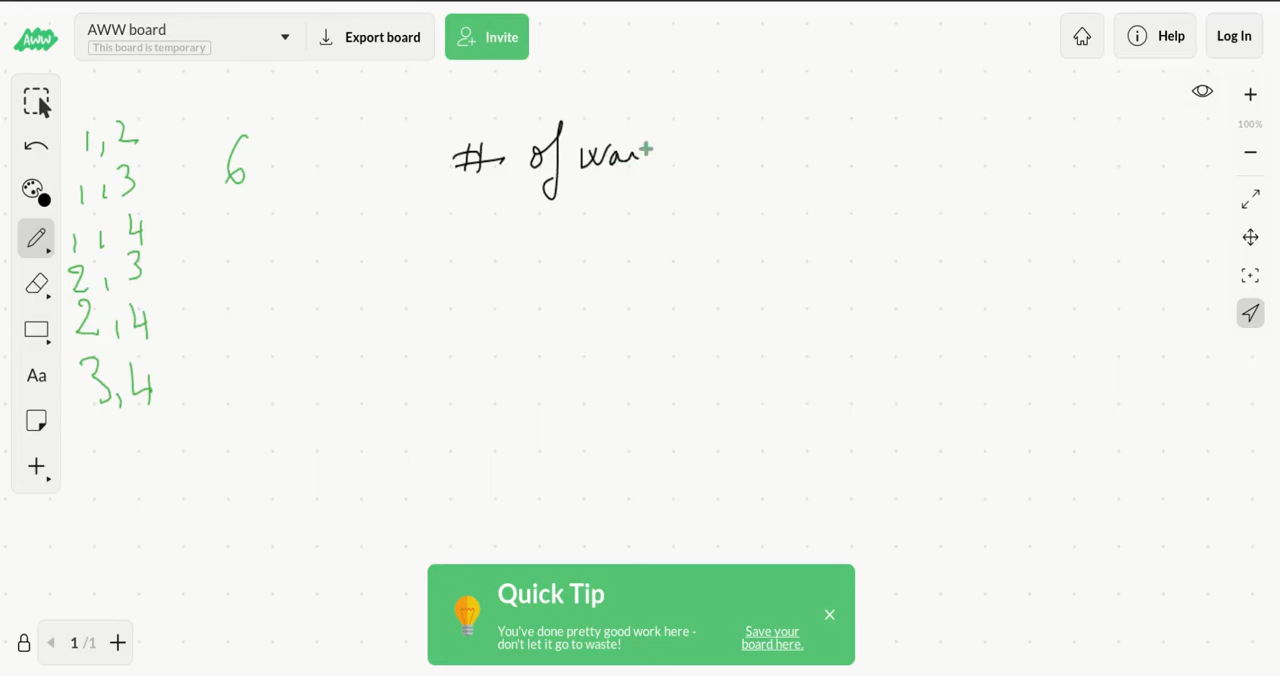 AWW
AWW board
This board is temporary
Export board
Invite
Help
Log In
1,2
6
# of wa
1,3
100%
1,4
2,3
2,4
Aa
3,4
Quick Tip
You've done pretty good work here -
don't let it go to waste!
Save your
board here.
1 /1